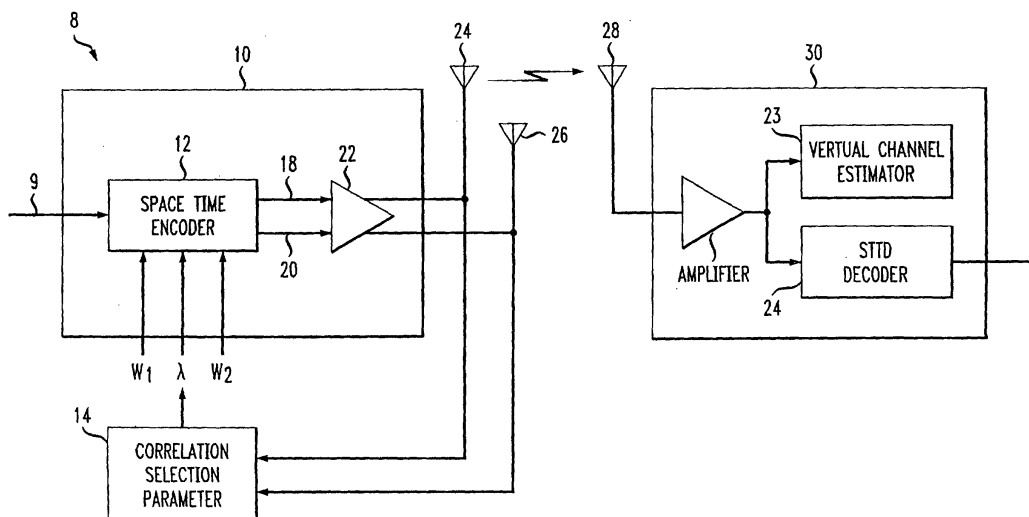 8
10
24
28
30
12
18
22
26
23
VERTUAL CHANNEL
ESTIMATOR
9
SPACE TIME
ENCODER
20
AMPLIFIER
STTD
DECODER
24
W1 λ W2
14
CORRELATION
SELECTION
PARAMETER